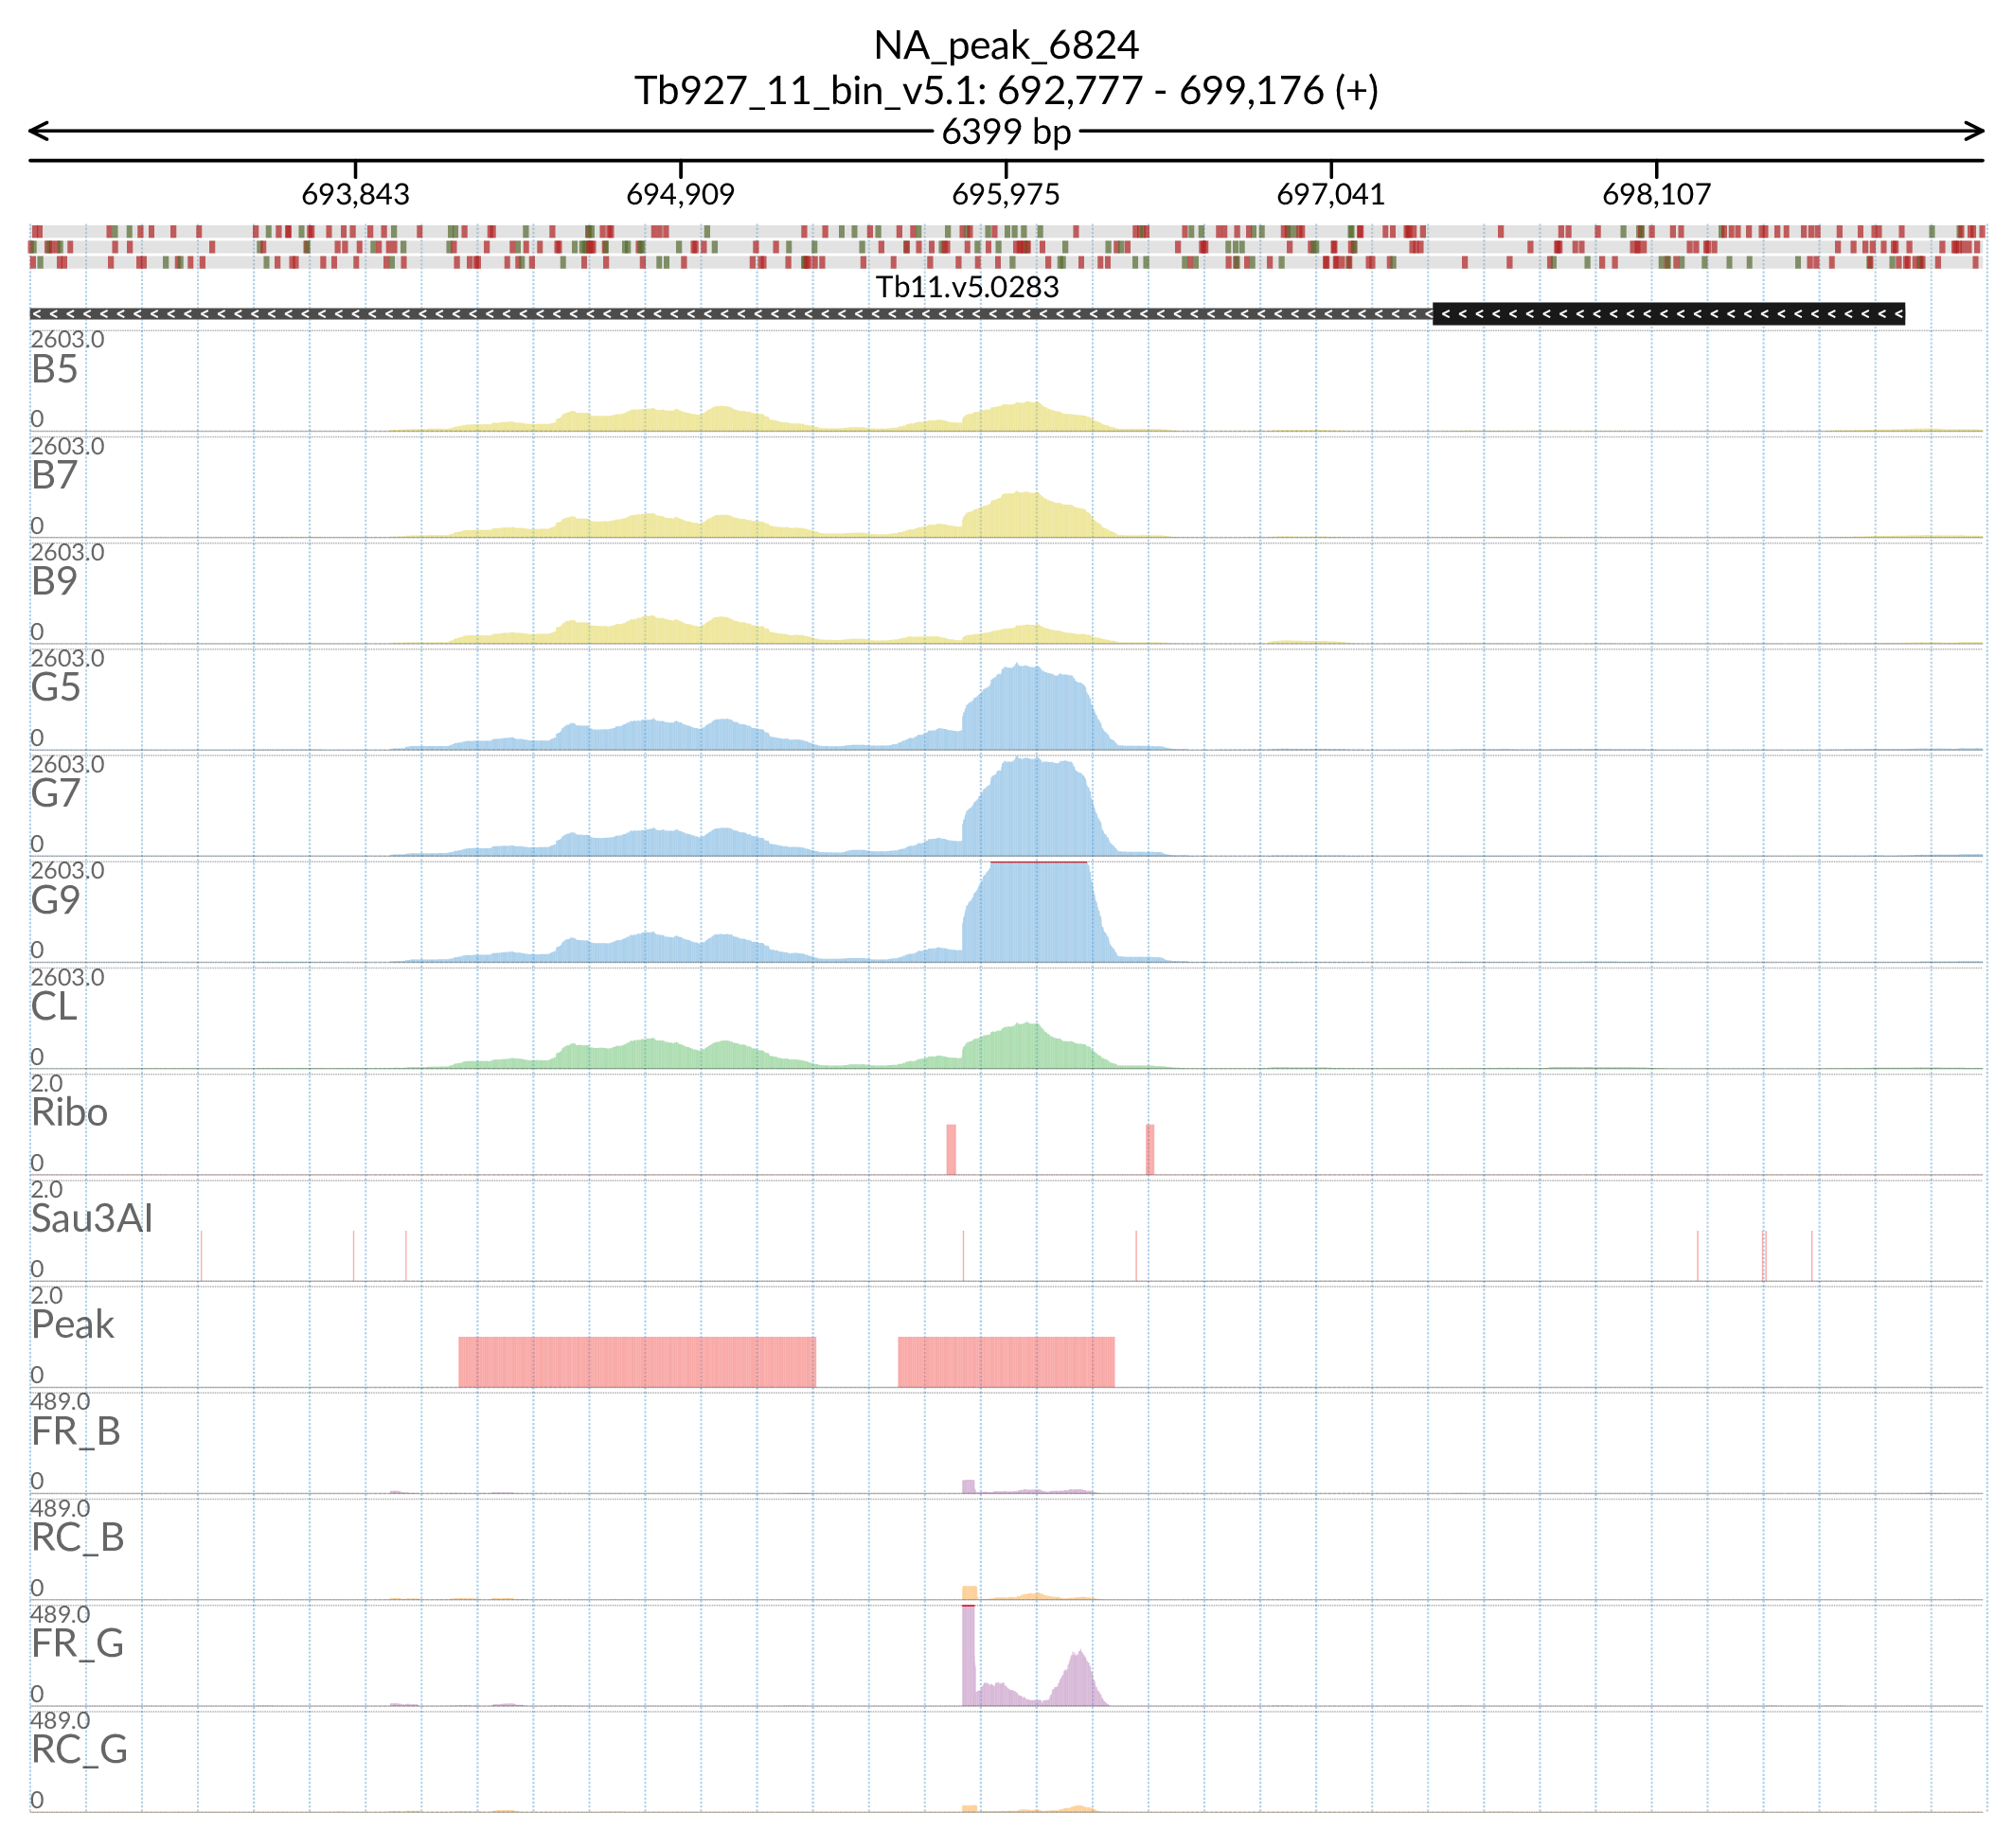 NA_peak_6824
Tb927_11_bin_v5.1: 692,777 - 699,176 (+)
6399 bp
693,843 694,909 695,975 697,041 698,107
Tb11.v5.0283
2603.0
B5
0
2603.0
B7
0
2603.0
B9
0
2603.0
G5
0
2603.0
G7
0
2603.0
G9
0
2603.0
CL
0
2.0
Ribo
0
2.0
Sau3AI
0
2.0
Peak
0
489.0
FR_B
0
489.0
RC_B
0
489.0
FR_G
0
489.0
RC_G
0